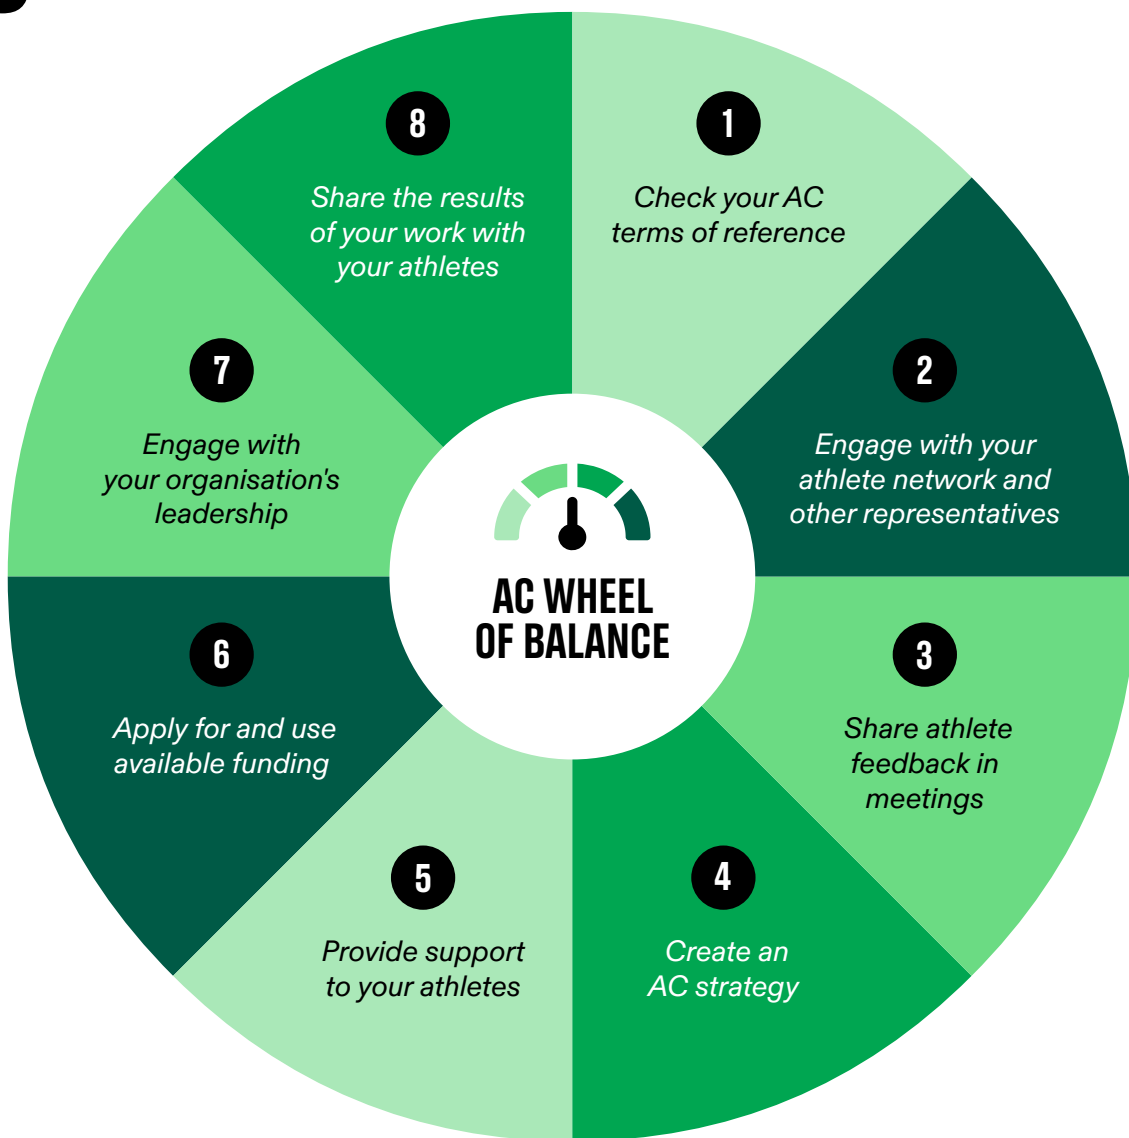 1
Check your AC
terms of reference
2
Engage with your
athlete network and
other representatives
3
Share athlete
feedback in
meetings
4
Create an
AC strategy
5
Provide support
to your athletes
6
Apply for and use
available funding
7
Engage with
your organisation's
leadership
8
Share the results
of your work with
your athletes
AC WHEEL
OF BALANCE